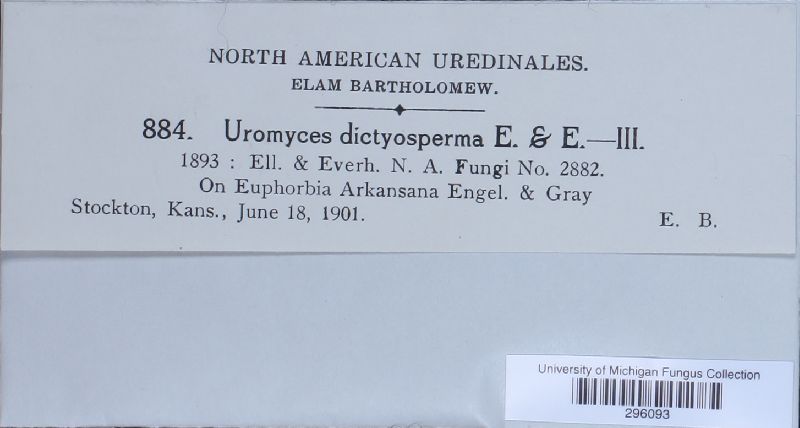 NORTH AMERICAN UREDINALES.
ELAM BARTHOLOMEW.
884. Uromyces dictyosperma E. & E.—III.
1893 : Ell. & Everh. N. A. Fungi No. 2882.
On Euphorbia Arkansana Engel. & Gray
Stockton, Kans., June 18, 1901. E. B.
University of Michigan Fungus Collection
296093